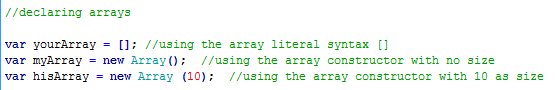 //declaring arrays
var yourArray = []; //using the array literal syntax []
var myArray = new Array();  //using the array constructor with no size
var hisArray = new Array (10);  //using the array constructor with 10 as size